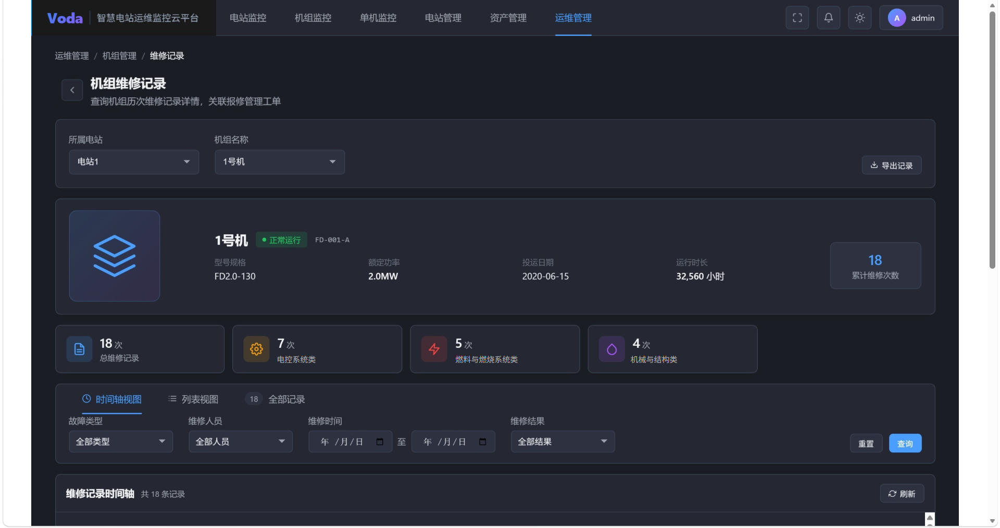 Voda 智慧电站运维监控云平台 电站监控 机组监控 单机监控 电站管理 资产管理 运维管理 A admin
运维管理 / 机组管理 / 维修记录
机组维修记录
查询机组历次维修记录详情，关联报修管理工单
所属电站 机组名称
电站1 1号机
导出记录
1号机 正常运行 FD-001-A
型号规格 额定功率 投运日期 运行时长
FD2.0-130 2.0MW 2020-06-15 32,560 小时
18
累计维修次数
18 次
总维修记录
7 次
电控系统类
5 次
燃料与燃烧系统类
4 次
机械与结构类
时间轴视图 列表视图 18 全部记录
故障类型 维修人员 维修时间 维修结果
全部类型 全部人员 年 /月/日 至 年 /月/日 全部结果 重置 查询
维修记录时间轴 共 18 条记录 刷新